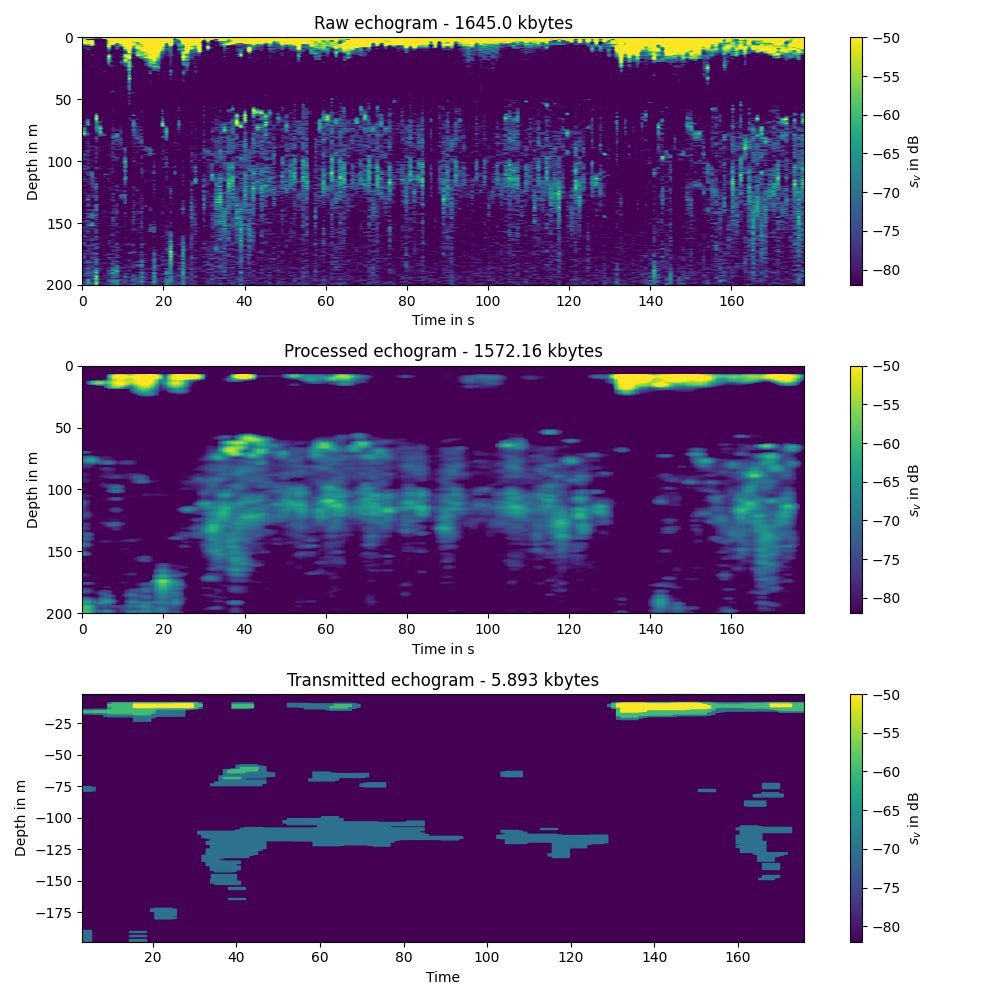 Raw echogram - 1645.0 kbytes
0
50
100
150
200
Depth in m
0 20 40 60 80 100 120 140 160
Time in s
−50
−55
−60
−65
−70
−75
−80
sv in dB
Processed echogram - 1572.16 kbytes
0
50
100
150
200
Depth in m
0 20 40 60 80 100 120 140 160
Time in s
−50
−55
−60
−65
−70
−75
−80
sv in dB
Transmitted echogram - 5.893 kbytes
−25
−50
−75
−100
−125
−150
−175
Depth in m
20 40 60 80 100 120 140 160
Time
−50
−55
−60
−65
−70
−75
−80
sv in dB